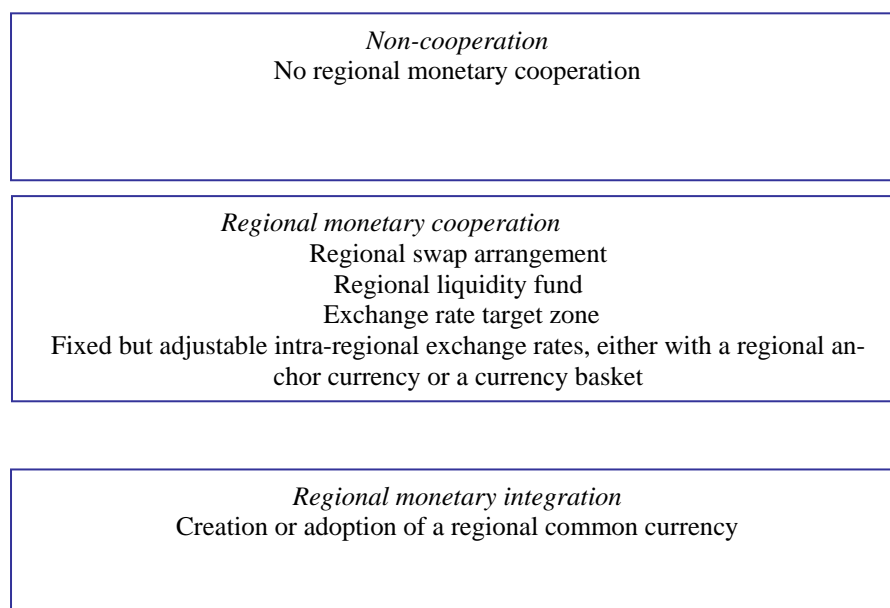 Non-cooperation
No regional monetary cooperation
Regional monetary cooperation
Regional swap arrangement
Regional liquidity fund
Exchange rate target zone
Fixed but adjustable intra-regional exchange rates, either with a regional an-
chor currency or a currency basket
Regional monetary integration
Creation or adoption of a regional common currency